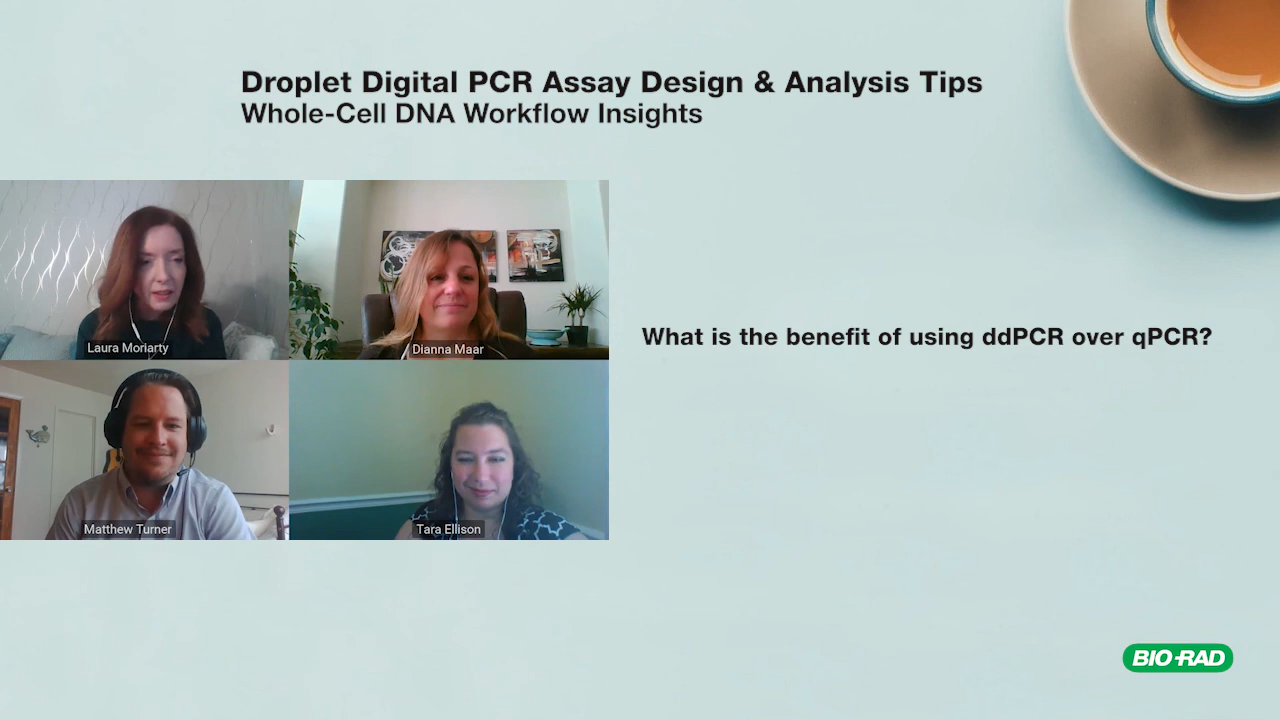 Droplet Digital PCR Assay Design & Analysis Tips
Whole-Cell DNA Workflow Insights
Laura Moriarty
Dianna Maar
What is the benefit of using ddPCR over qPCR?
Matthew Turner
Tara Ellison
BIO-RAD